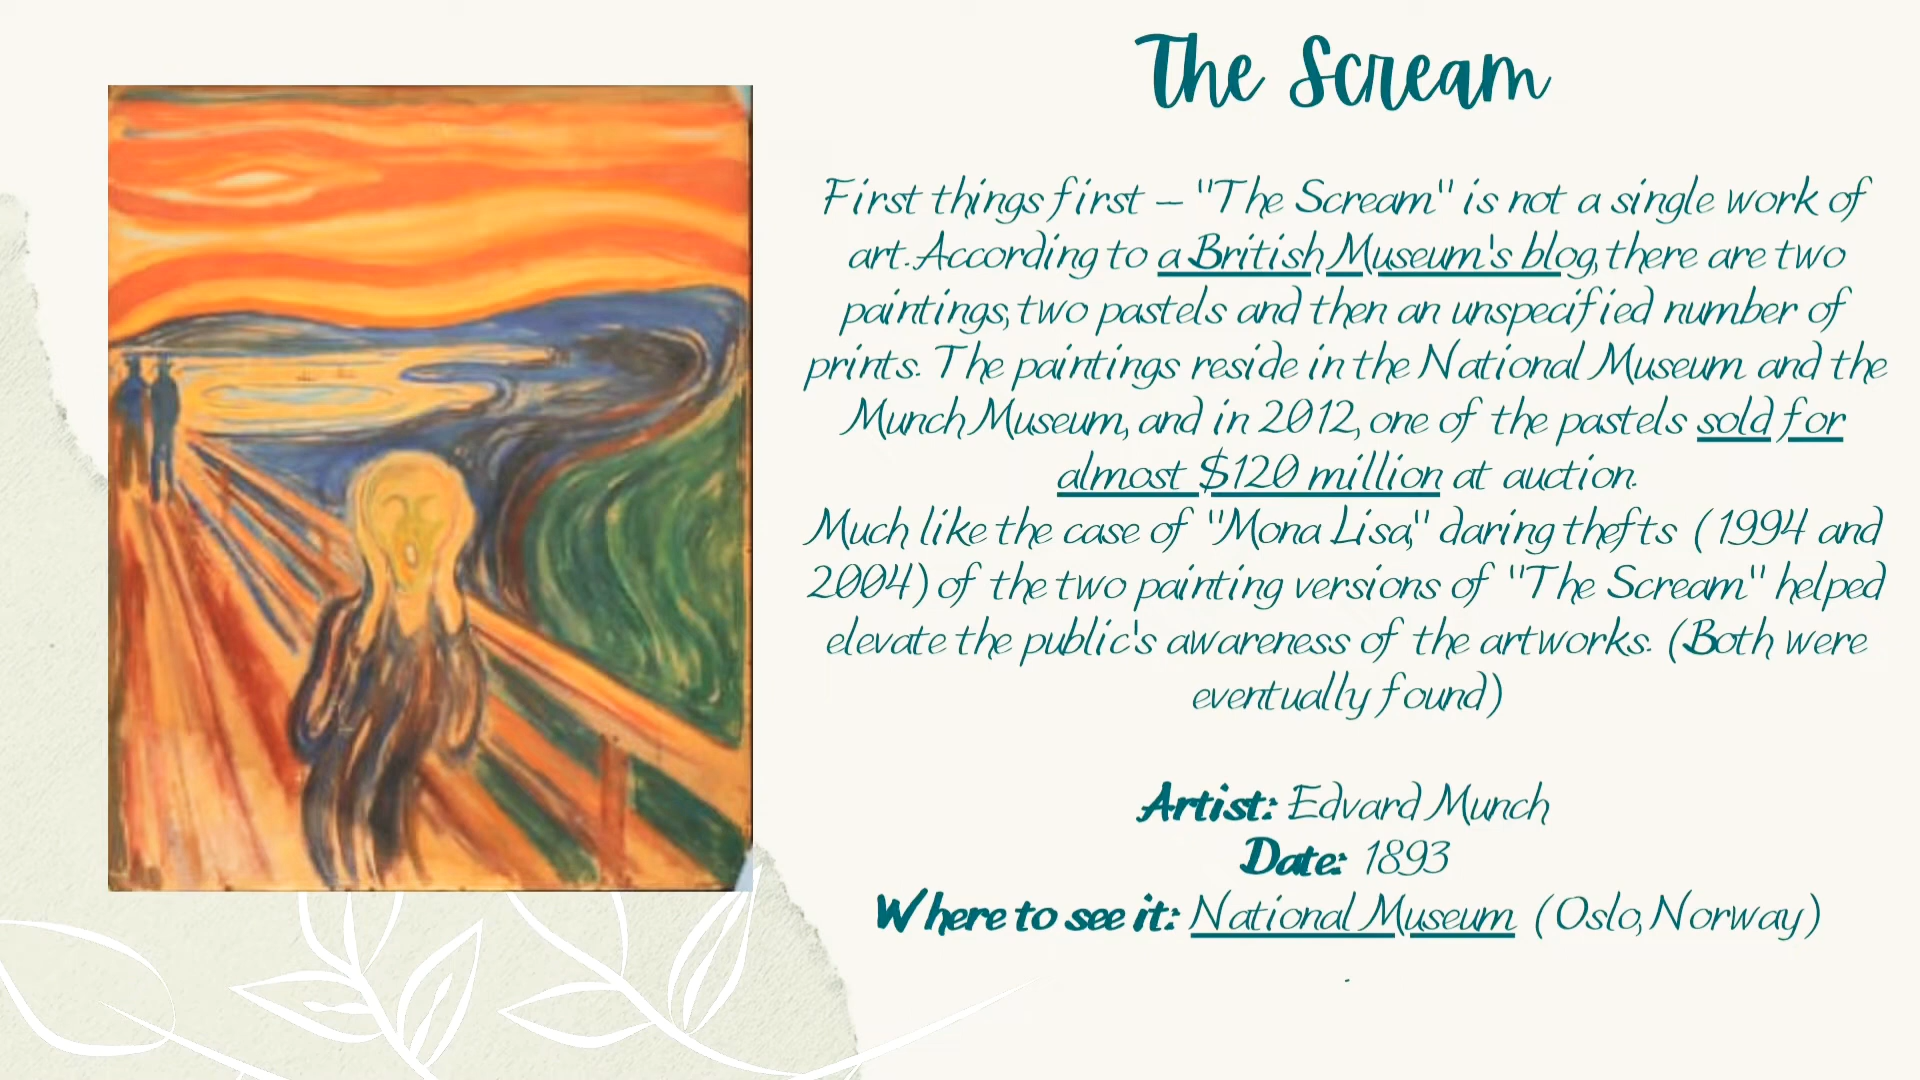 The Scream
First things first — "The Scream" is not a single work of
art. According to a British Museum's blog, there are two
paintings, two pastels and then an unspecified number of
prints. The paintings reside in the National Museum and the
Munch Museum, and in 2012, one of the pastels sold for
almost $120 million at auction.
Much like the case of "Mona Lisa," daring thefts (1994 and
2004) of the two painting versions of "The Scream" helped
elevate the public's awareness of the artworks. (Both were
eventually found)
Artist: Edvard Munch
Date: 1893
Where to see it: National Museum (Oslo, Norway)
.